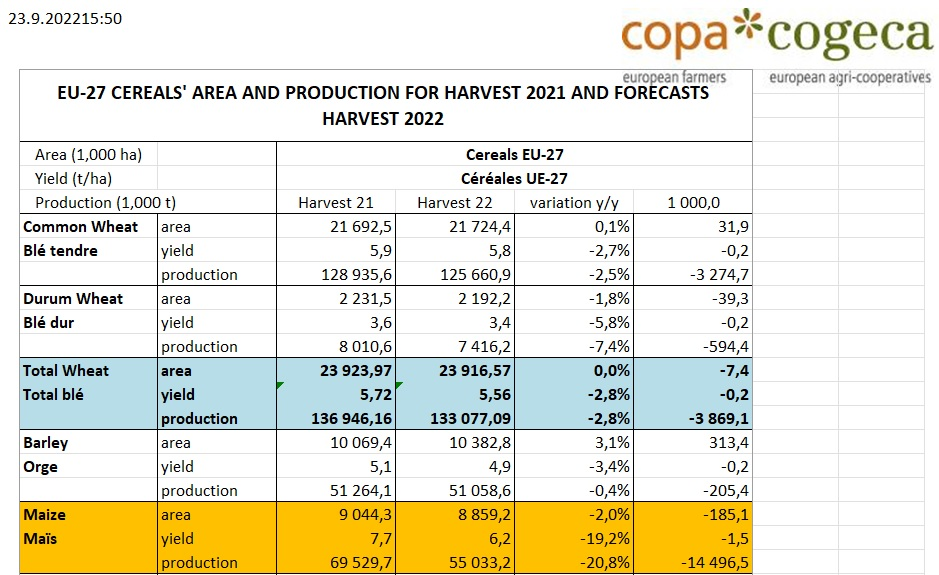 23.9.202215:50
copa*cogeca
european farmers european agri-cooperatives
EU-27 CEREALS' AREA AND PRODUCTION FOR HARVEST 2021 AND FORECASTS
HARVEST 2022
Area (1,000 ha) Cereals EU-27
Yield (t/ha) Céréales UE-27
Production (1,000 t) Harvest 21 Harvest 22 variation y/y 1 000,0
Common Wheat area 21 692,5 21 724,4 0,1% 31,9
Blé tendre yield 5,9 5,8 -2,7% -0,2
production 128 935,6 125 660,9 -2,5% -3 274,7
Durum Wheat area 2 231,5 2 192,2 -1,8% -39,3
Blé dur yield 3,6 3,4 -5,8% -0,2
production 8 010,6 7 416,2 -7,4% -594,4
Total Wheat area 23 923,97 23 916,57 0,0% -7,4
Total blé yield 5,72 5,56 -2,8% -0,2
production 136 946,16 133 077,09 -2,8% -3 869,1
Barley area 10 069,4 10 382,8 3,1% 313,4
Orge yield 5,1 4,9 -3,4% -0,2
production 51 264,1 51 058,6 -0,4% -205,4
Maize area 9 044,3 8 859,2 -2,0% -185,1
Maïs yield 7,7 6,2 -19,2% -1,5
production 69 529,7 55 033,2 -20,8% -14 496,5